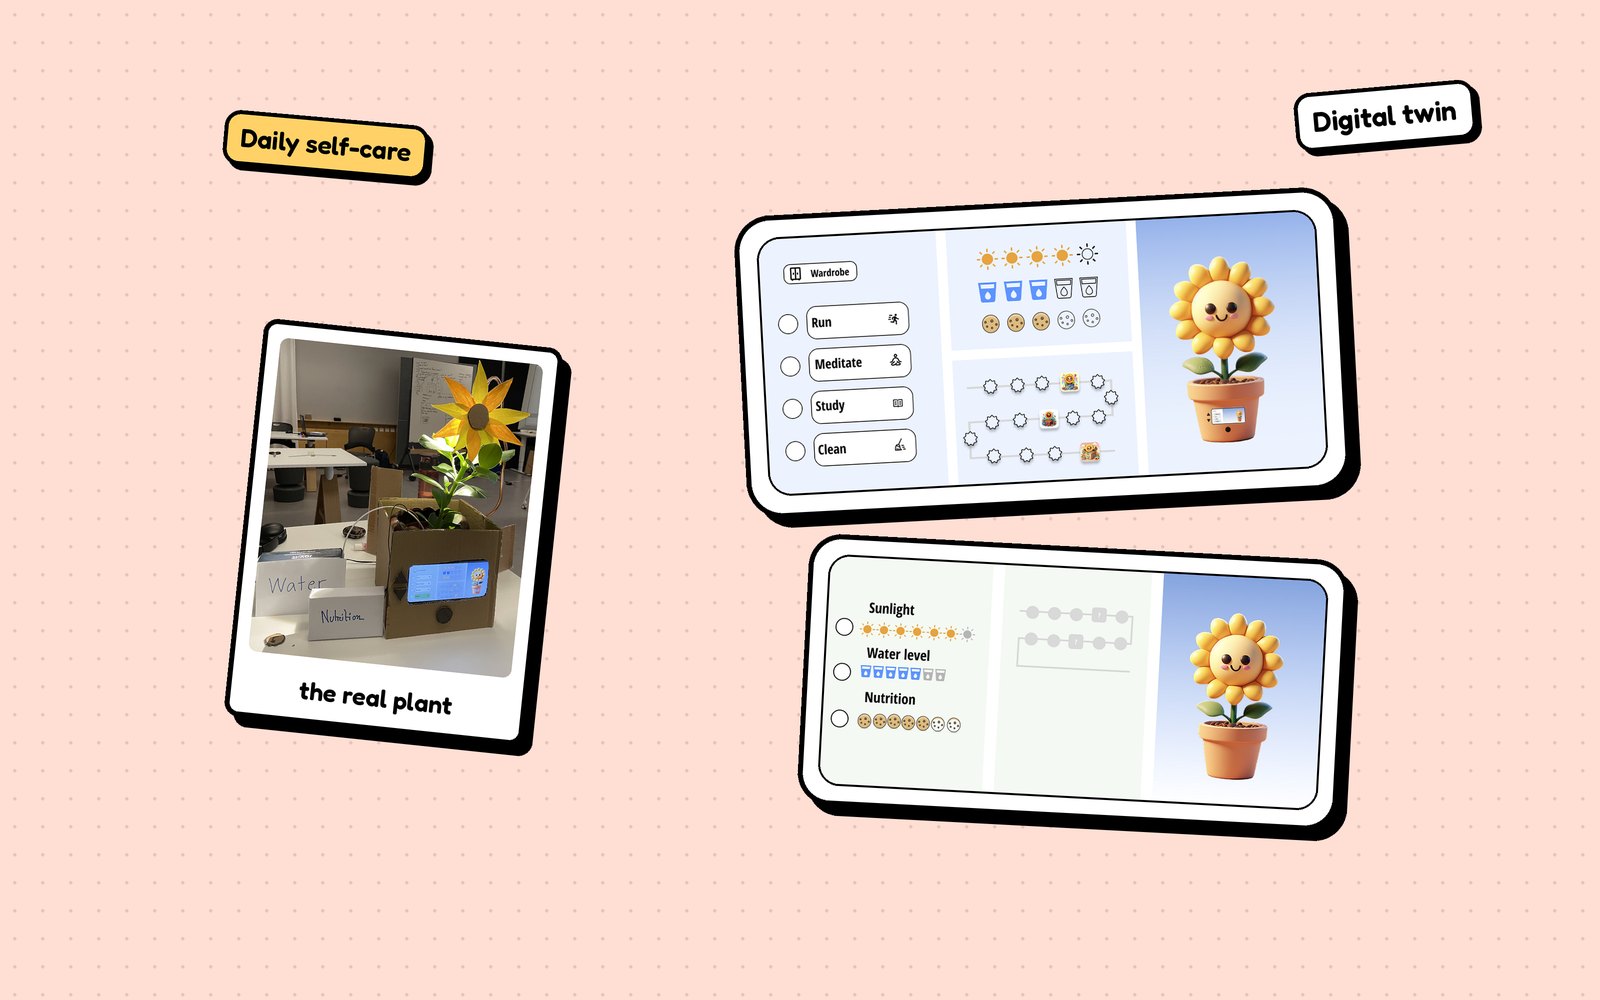 Daily self-care
Digital twin
Wardrobe
Run
Meditate
Study
Clean
Water
Nutrition
the real plant
Sunlight
Water level
Nutrition